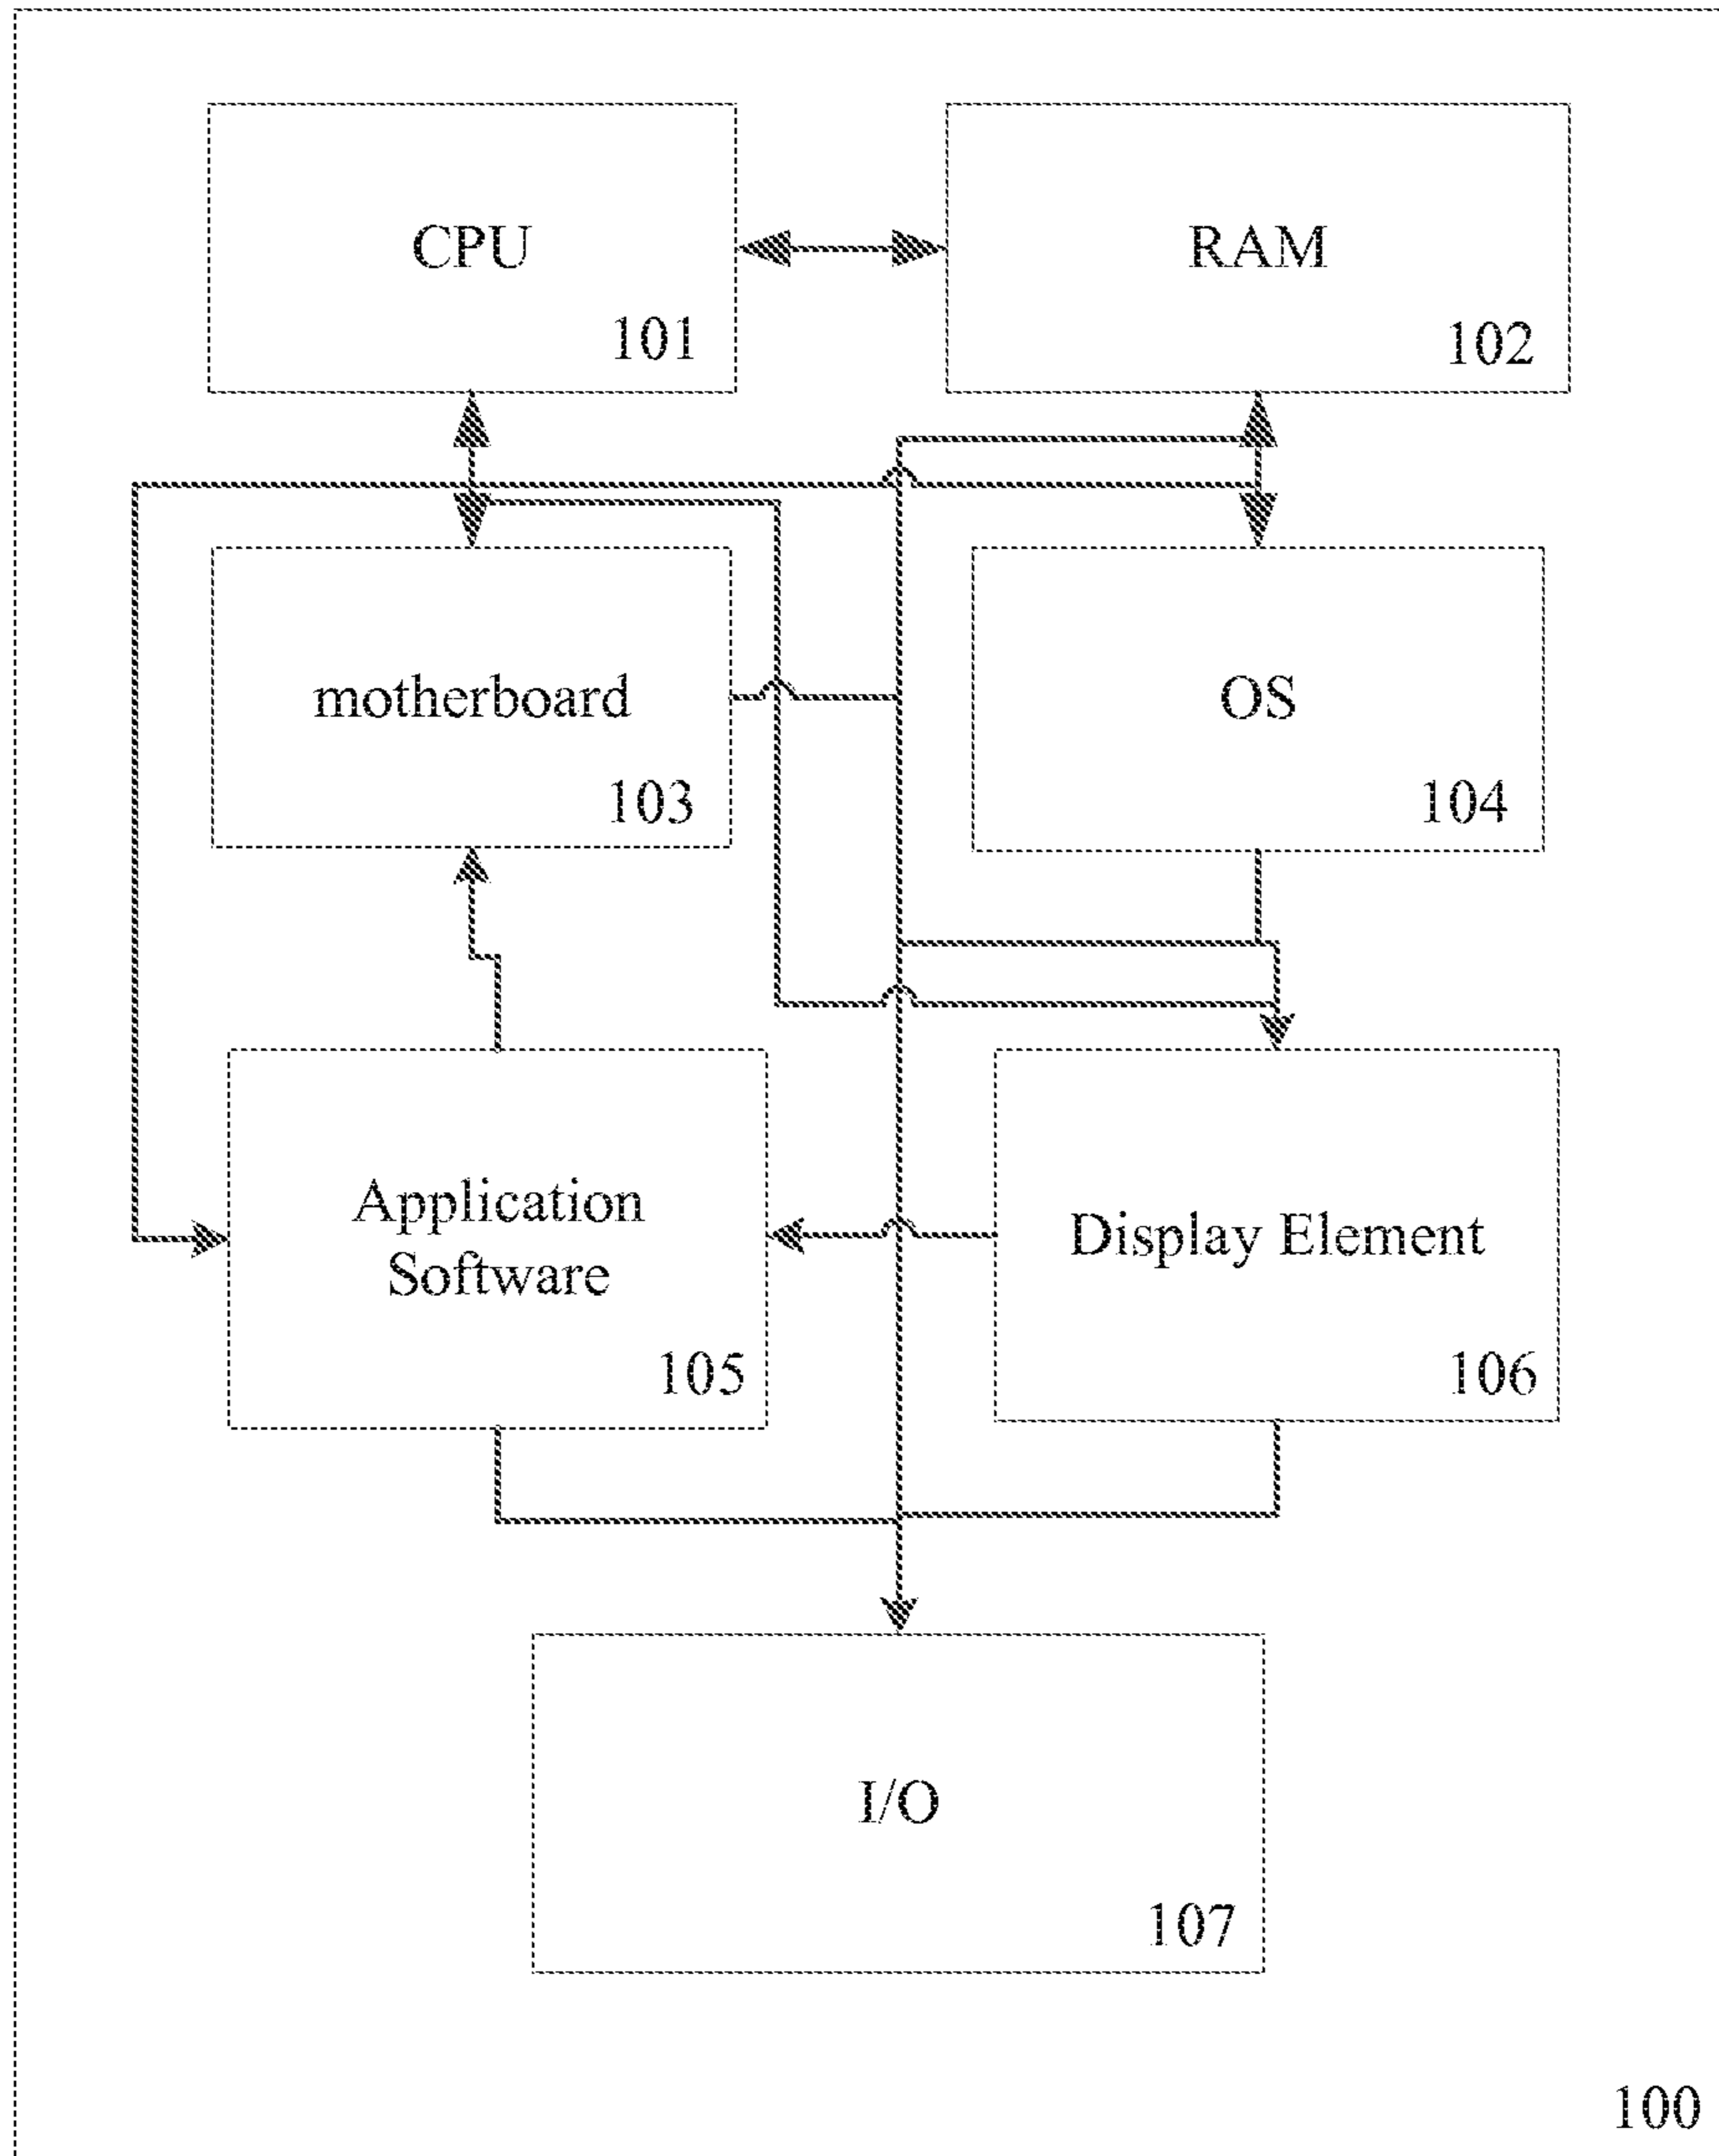 CPU
101
RAM
102
motherboard
103
OS
104
Application
Software
105
Display Element
106
I/O
107
100